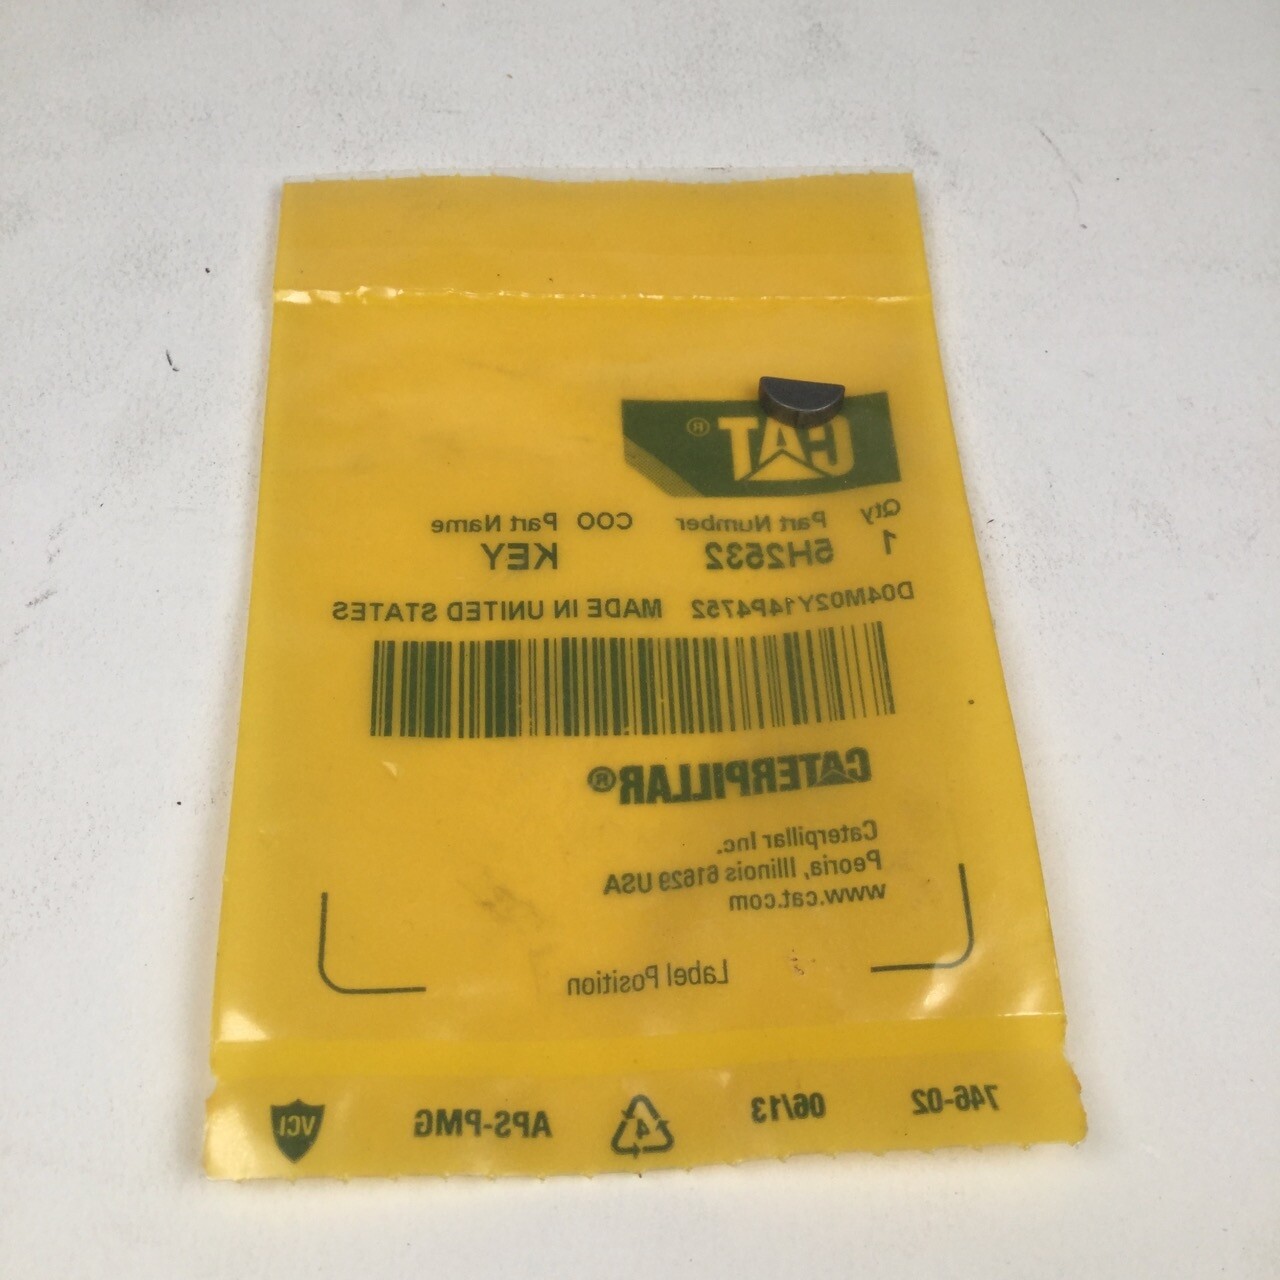 CAT®
Qty Part Number COO Part Name
1 5H2532 KEY
D04M02Y14P4752 MADE IN UNITED STATES
CATERPILLAR®
Caterpillar Inc.
Peoria, Illinois 61629 USA
www.cat.com
Label Position
746-02 06/13 4 APS-PMG VCI